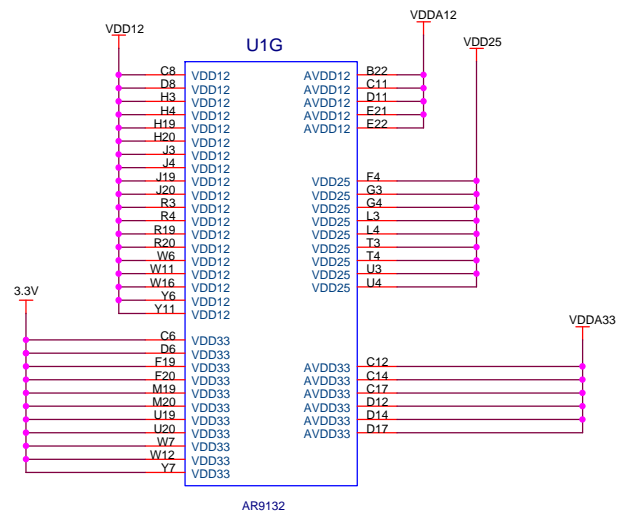 VDDA12
VDD12
VDD25
U1G
C8 VDD12 AVDD12 B22
D8 VDD12 AVDD12 C11
H3 VDD12 AVDD12 D11
H4 VDD12 AVDD12 E21
H19 VDD12 AVDD12 E22
H20 VDD12
J3 VDD12
J4 VDD12
J19 VDD12 VDD25 F4
J20 VDD12 VDD25 G3
R3 VDD12 VDD25 G4
R4 VDD12 VDD25 L3
R19 VDD12 VDD25 L4
R20 VDD12 VDD25 T3
W6 VDD12 VDD25 T4
W11 VDD12 VDD25 U3
W16 VDD12 VDD25 U4
Y6 VDD12
Y11 VDD12
3.3V
VDDA33
C6 VDD33
D6 VDD33
F19 VDD33 AVDD33 C12
F20 VDD33 AVDD33 C14
M19 VDD33 AVDD33 C17
M20 VDD33 AVDD33 D12
U19 VDD33 AVDD33 D14
U20 VDD33 AVDD33 D17
W7 VDD33
W12 VDD33
Y7 VDD33
AR9132